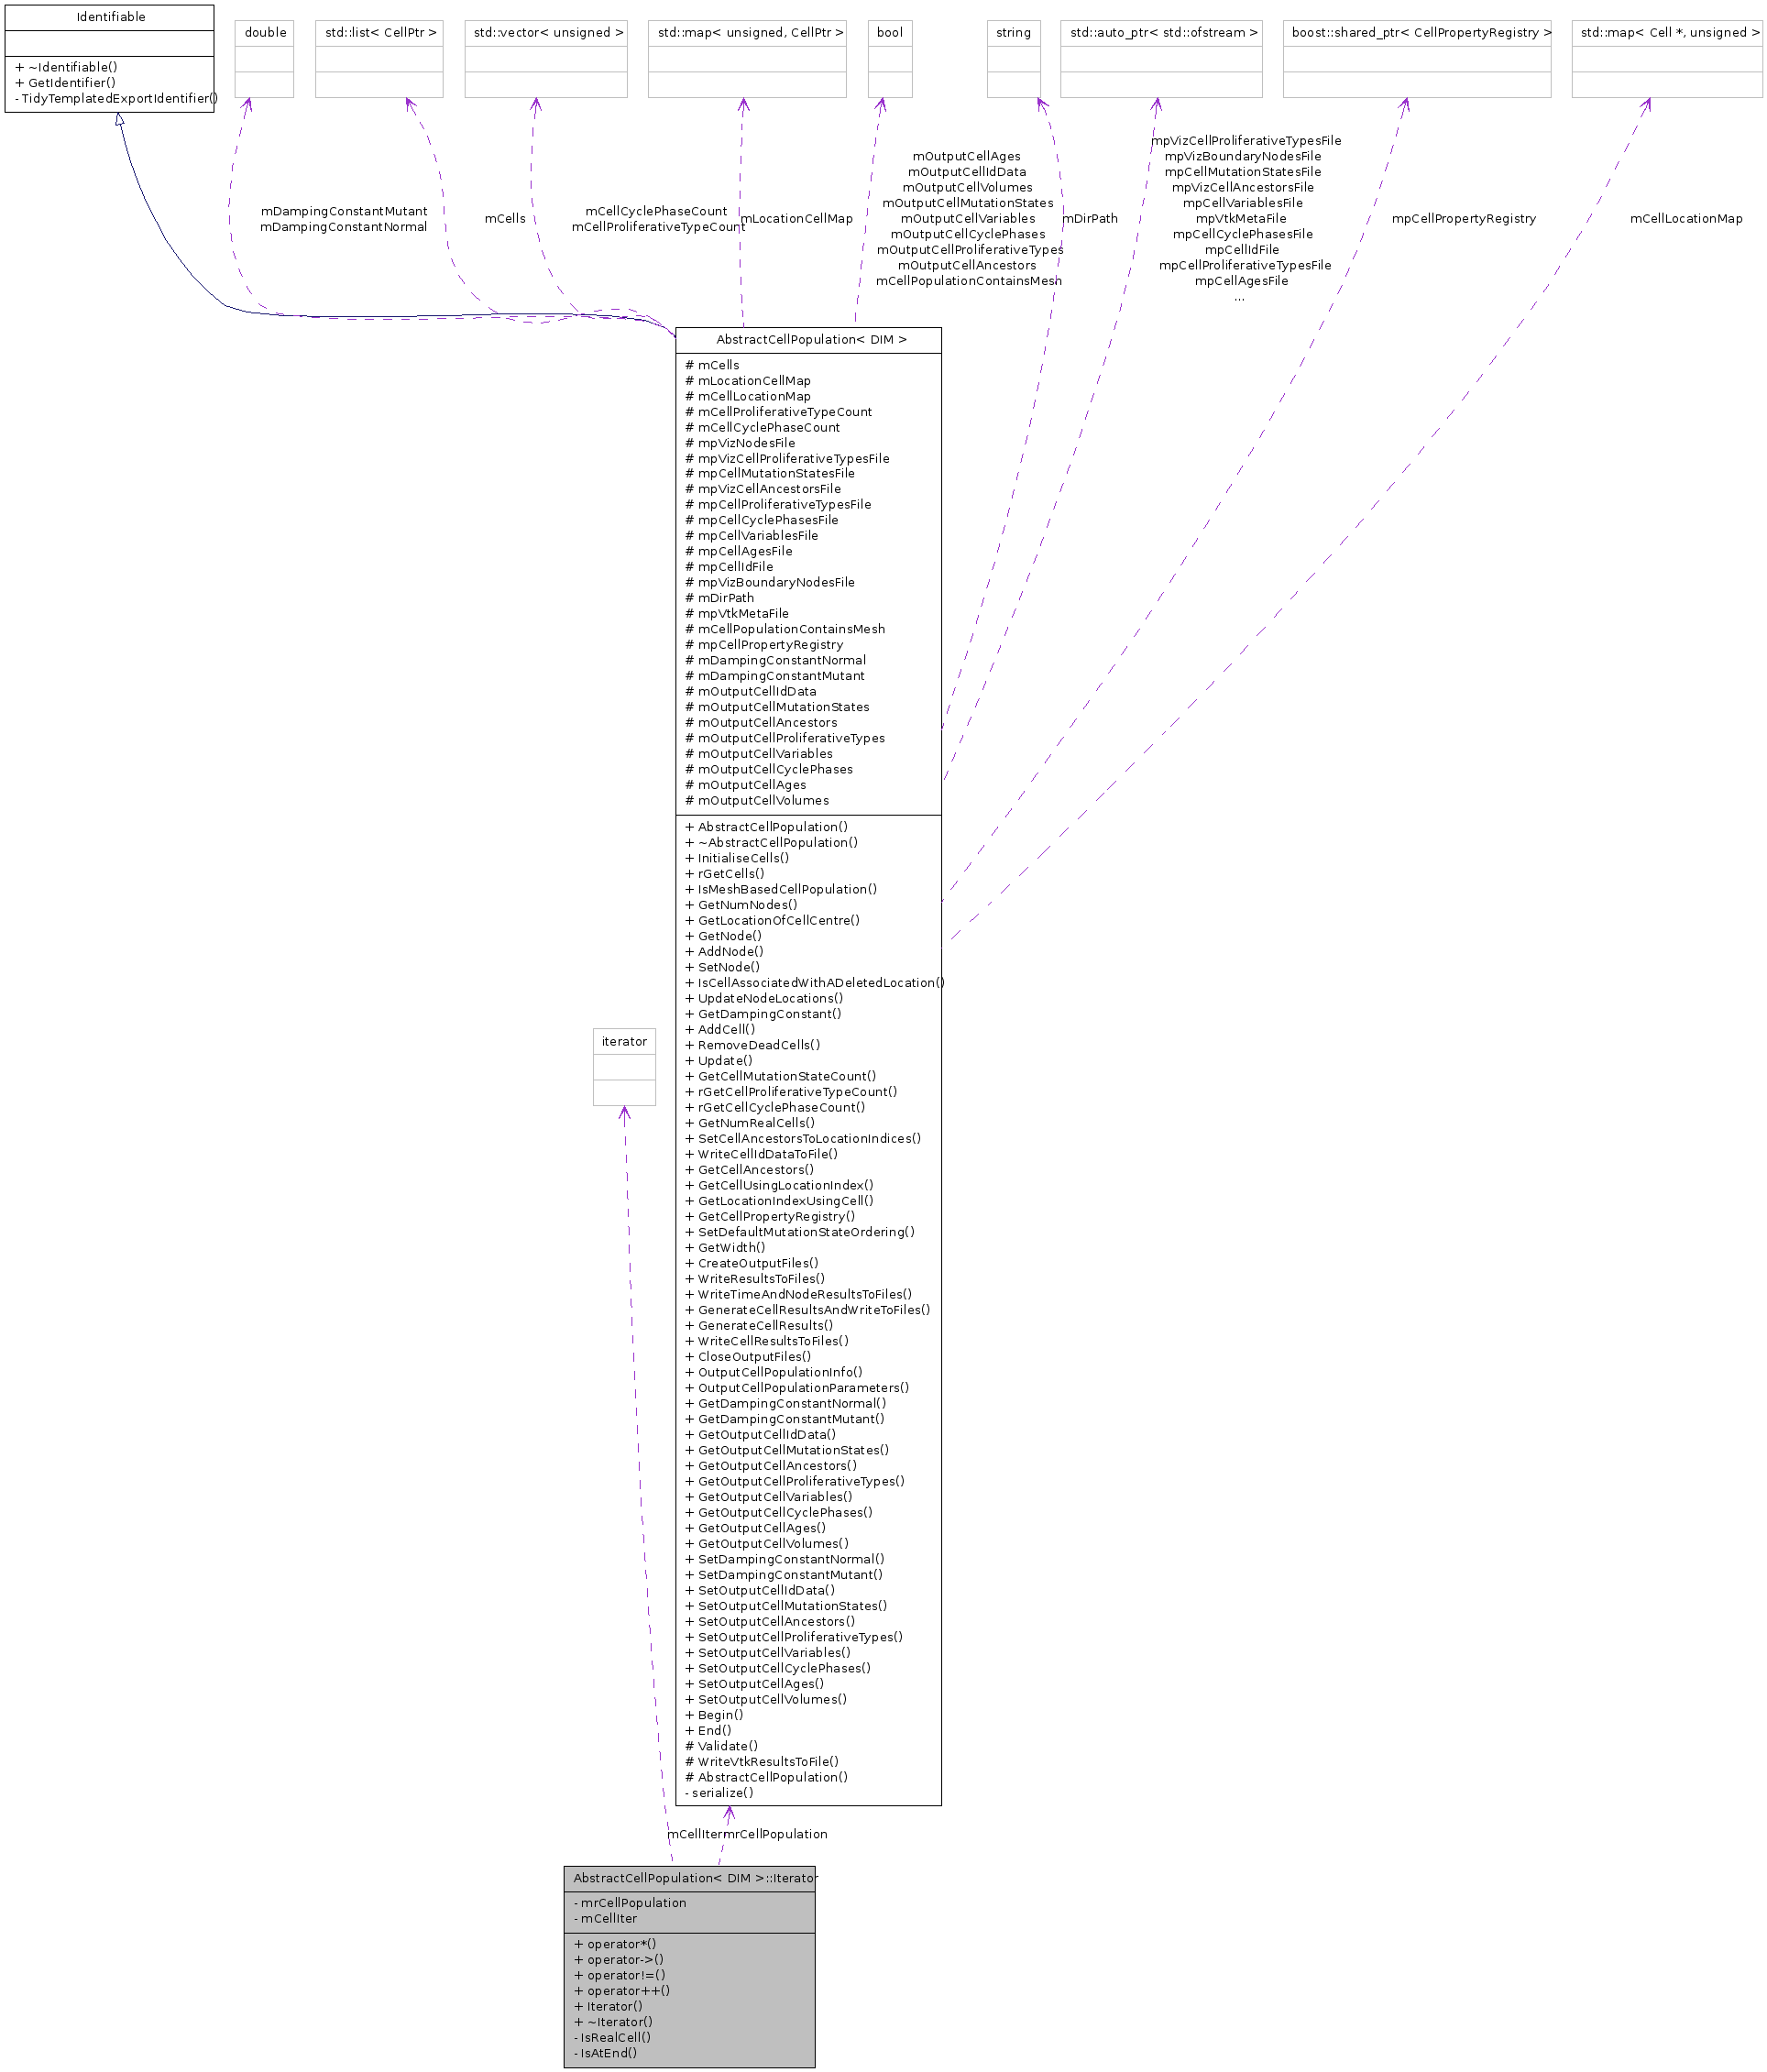 Identifiable
+ ~Identifiable()
+ GetIdentifier()
- TidyTemplatedExportIdentifier()
double
std::list< CellPtr >
std::vector< unsigned >
std::map< unsigned, CellPtr >
bool
string
std::auto_ptr< std::ofstream >
boost::shared_ptr< CellPropertyRegistry >
std::map< Cell *, unsigned >
mDampingConstantMutant
mDampingConstantNormal
mCells
mCellCyclePhaseCount
mCellProliferativeTypeCount
mLocationCellMap
mOutputCellAges
mOutputCellIdData
mOutputCellVolumes
mOutputCellMutationStates
mOutputCellVariables
mOutputCellCyclePhases
mOutputCellProliferativeTypes
mOutputCellAncestors
mCellPopulationContainsMesh
mDirPath
mpVizCellProliferativeTypesFile
mpVizBoundaryNodesFile
mpCellMutationStatesFile
mpVizCellAncestorsFile
mpCellVariablesFile
mpVtkMetaFile
mpCellCyclePhasesFile
mpCellIdFile
mpCellProliferativeTypesFile
mpCellAgesFile
...
mpCellPropertyRegistry
mCellLocationMap
AbstractCellPopulation< DIM >
# mCells
# mLocationCellMap
# mCellLocationMap
# mCellProliferativeTypeCount
# mCellCyclePhaseCount
# mpVizNodesFile
# mpVizCellProliferativeTypesFile
# mpCellMutationStatesFile
# mpVizCellAncestorsFile
# mpCellProliferativeTypesFile
# mpCellCyclePhasesFile
# mpCellVariablesFile
# mpCellAgesFile
# mpCellIdFile
# mpVizBoundaryNodesFile
# mDirPath
# mpVtkMetaFile
# mCellPopulationContainsMesh
# mpCellPropertyRegistry
# mDampingConstantNormal
# mDampingConstantMutant
# mOutputCellIdData
# mOutputCellMutationStates
# mOutputCellAncestors
# mOutputCellProliferativeTypes
# mOutputCellVariables
# mOutputCellCyclePhases
# mOutputCellAges
# mOutputCellVolumes
+ AbstractCellPopulation()
+ ~AbstractCellPopulation()
+ InitialiseCells()
+ rGetCells()
+ IsMeshBasedCellPopulation()
+ GetNumNodes()
+ GetLocationOfCellCentre()
+ GetNode()
+ AddNode()
+ SetNode()
+ IsCellAssociatedWithADeletedLocation()
+ UpdateNodeLocations()
+ GetDampingConstant()
+ AddCell()
+ RemoveDeadCells()
+ Update()
+ GetCellMutationStateCount()
+ rGetCellProliferativeTypeCount()
+ rGetCellCyclePhaseCount()
+ GetNumRealCells()
+ SetCellAncestorsToLocationIndices()
+ WriteCellIdDataToFile()
+ GetCellAncestors()
+ GetCellUsingLocationIndex()
+ GetLocationIndexUsingCell()
+ GetCellPropertyRegistry()
+ SetDefaultMutationStateOrdering()
+ GetWidth()
+ CreateOutputFiles()
+ WriteResultsToFiles()
+ WriteTimeAndNodeResultsToFiles()
+ GenerateCellResultsAndWriteToFiles()
+ GenerateCellResults()
+ WriteCellResultsToFiles()
+ CloseOutputFiles()
+ OutputCellPopulationInfo()
+ OutputCellPopulationParameters()
+ GetDampingConstantNormal()
+ GetDampingConstantMutant()
+ GetOutputCellIdData()
+ GetOutputCellMutationStates()
+ GetOutputCellAncestors()
+ GetOutputCellProliferativeTypes()
+ GetOutputCellVariables()
+ GetOutputCellCyclePhases()
+ GetOutputCellAges()
+ GetOutputCellVolumes()
+ SetDampingConstantNormal()
+ SetDampingConstantMutant()
+ SetOutputCellIdData()
+ SetOutputCellMutationStates()
+ SetOutputCellAncestors()
+ SetOutputCellProliferativeTypes()
+ SetOutputCellVariables()
+ SetOutputCellCyclePhases()
+ SetOutputCellAges()
+ SetOutputCellVolumes()
+ Begin()
+ End()
# Validate()
# WriteVtkResultsToFile()
# AbstractCellPopulation()
- serialize()
iterator
mCellIter
mrCellPopulation
AbstractCellPopulation< DIM >::Iterator
- mrCellPopulation
- mCellIter
+ operator*()
+ operator->()
+ operator!=()
+ operator++()
+ Iterator()
+ ~Iterator()
- IsRealCell()
- IsAtEnd()